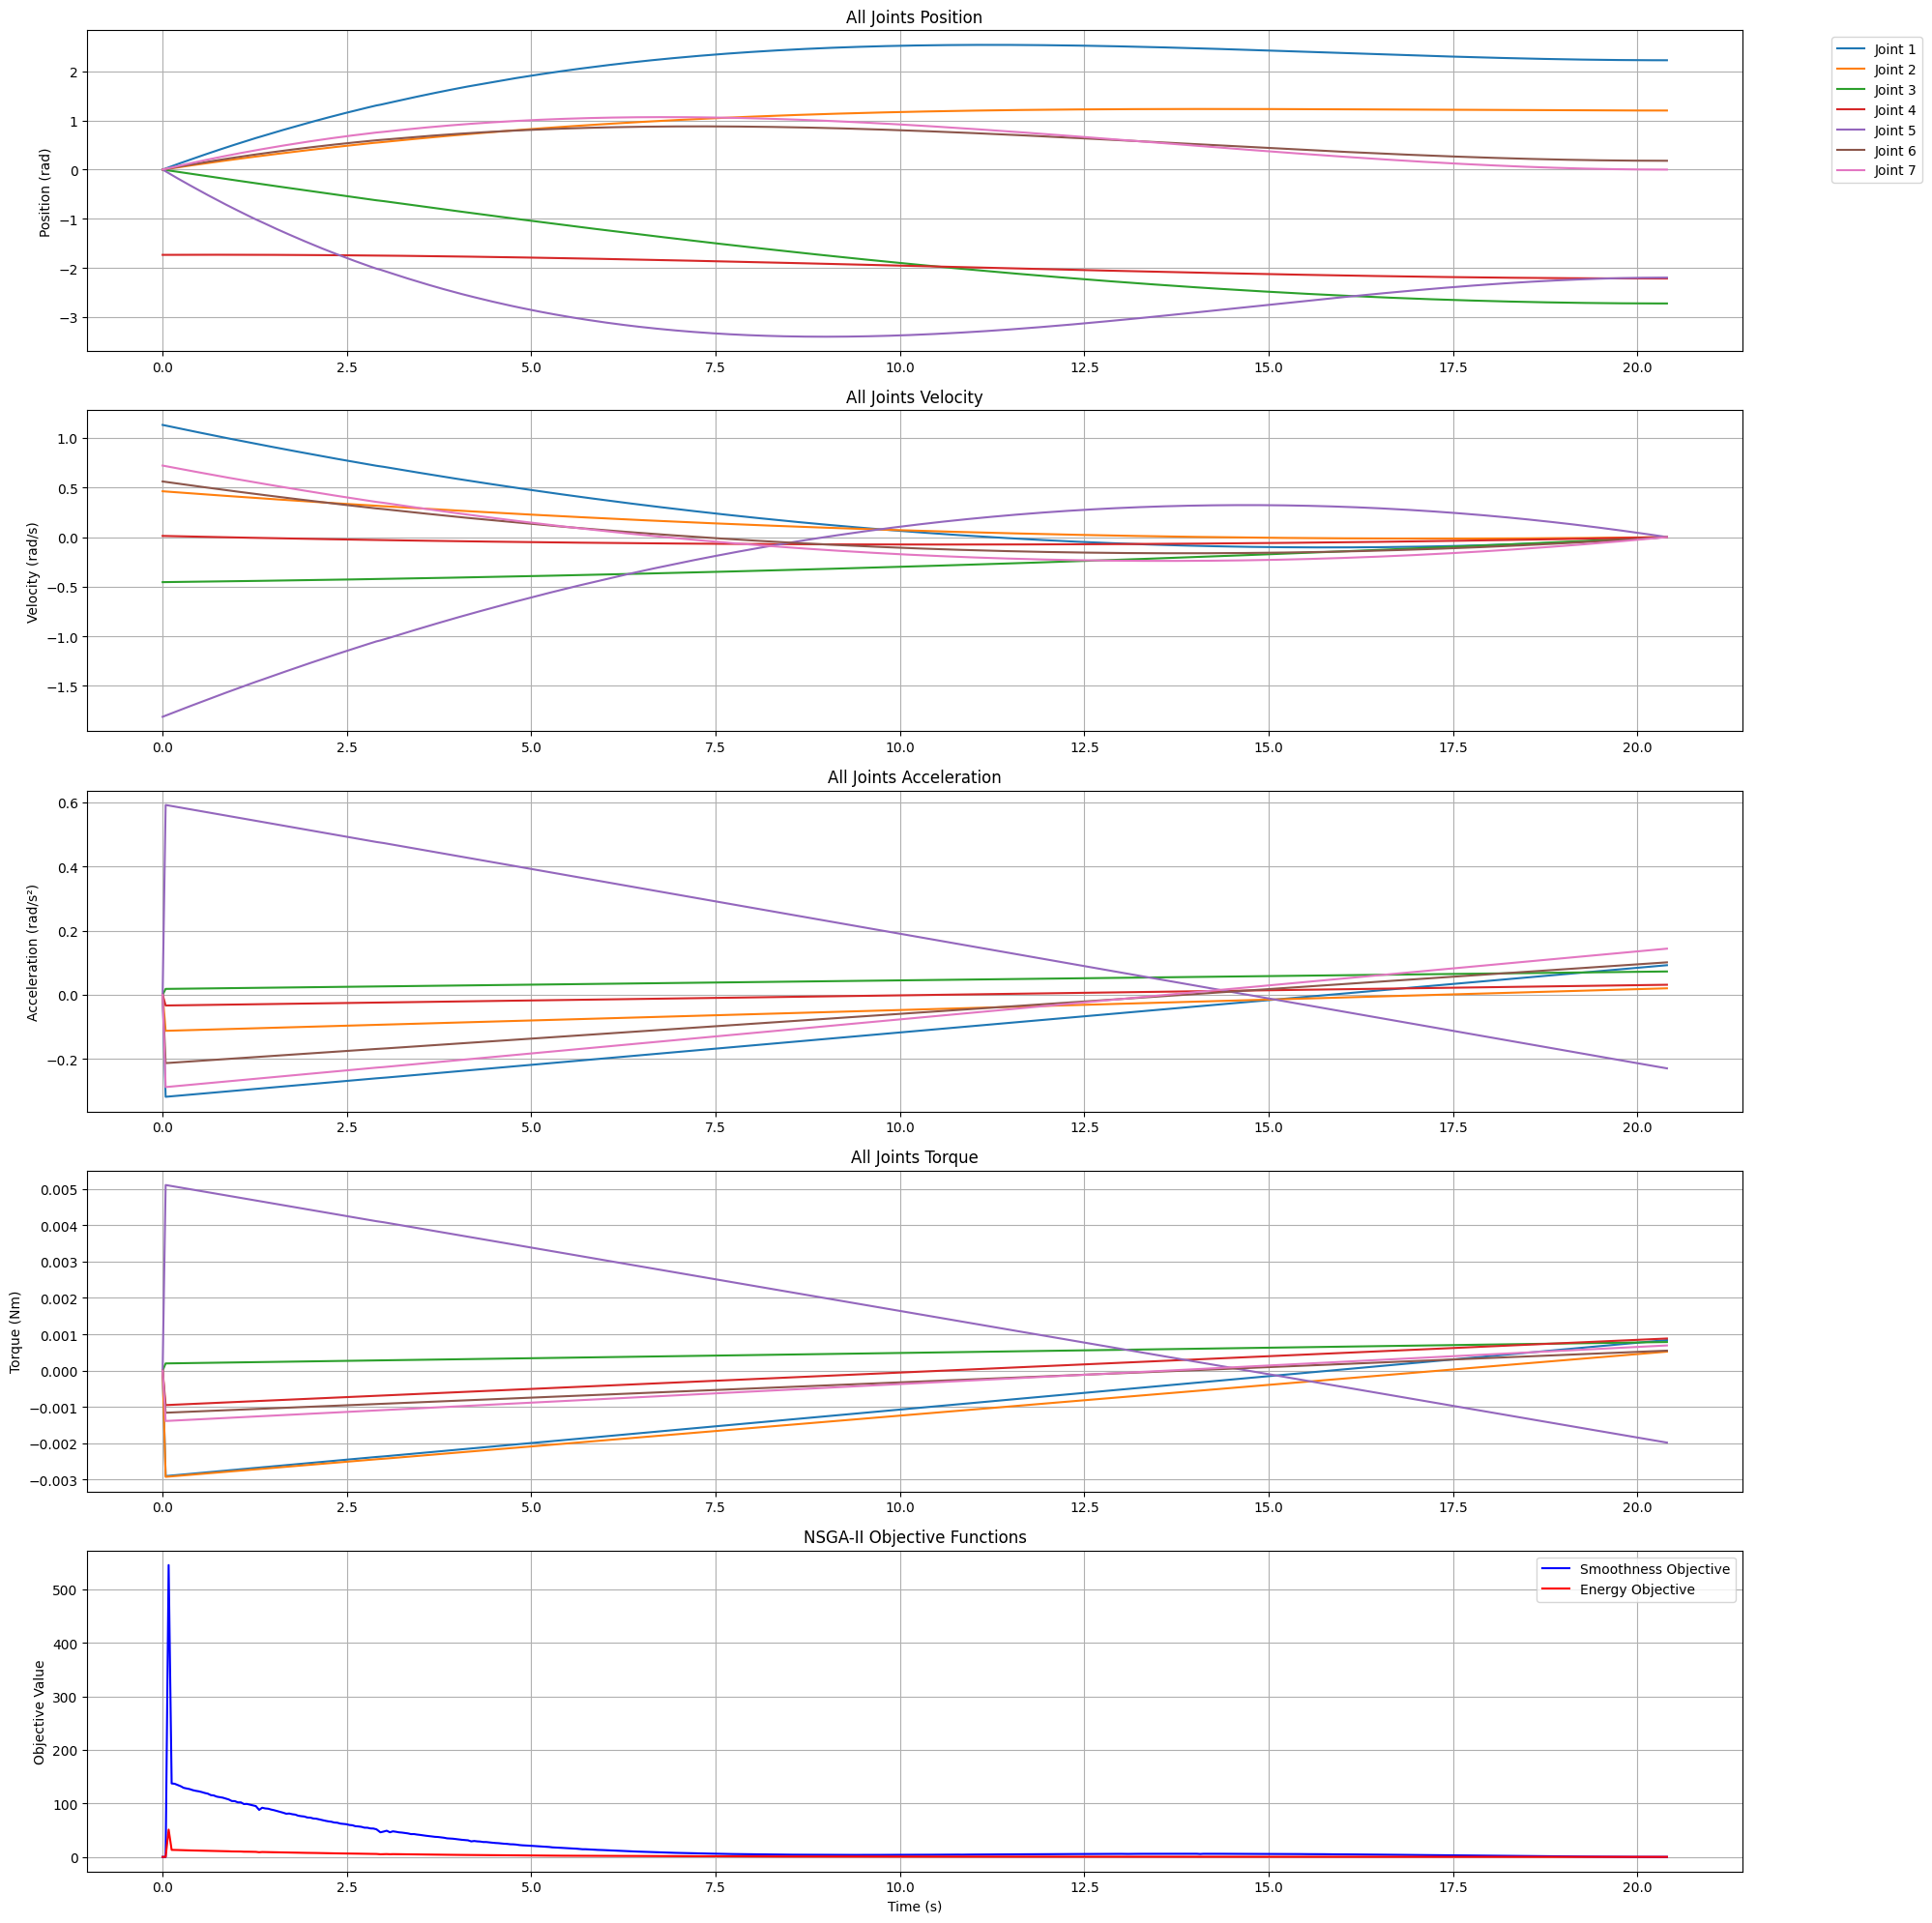 All Joints Position
Position (rad)
2
1
0
−1
−2
−3
0.0 2.5 5.0 7.5 10.0 12.5 15.0 17.5 20.0
Joint 1
Joint 2
Joint 3
Joint 4
Joint 5
Joint 6
Joint 7
All Joints Velocity
Velocity (rad/s)
1.0
0.5
0.0
−0.5
−1.0
−1.5
0.0 2.5 5.0 7.5 10.0 12.5 15.0 17.5 20.0
All Joints Acceleration
Acceleration (rad/s²)
0.6
0.4
0.2
0.0
−0.2
0.0 2.5 5.0 7.5 10.0 12.5 15.0 17.5 20.0
All Joints Torque
Torque (Nm)
0.005
0.004
0.003
0.002
0.001
0.000
−0.001
−0.002
−0.003
0.0 2.5 5.0 7.5 10.0 12.5 15.0 17.5 20.0
NSGA-II Objective Functions
Objective Value
500
400
300
200
100
0
Smoothness Objective
Energy Objective
0.0 2.5 5.0 7.5 10.0 12.5 15.0 17.5 20.0
Time (s)